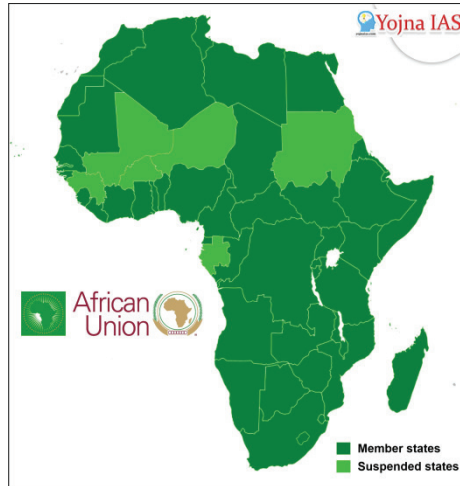 Yojna IAS
African
Union
Member states
Suspended states